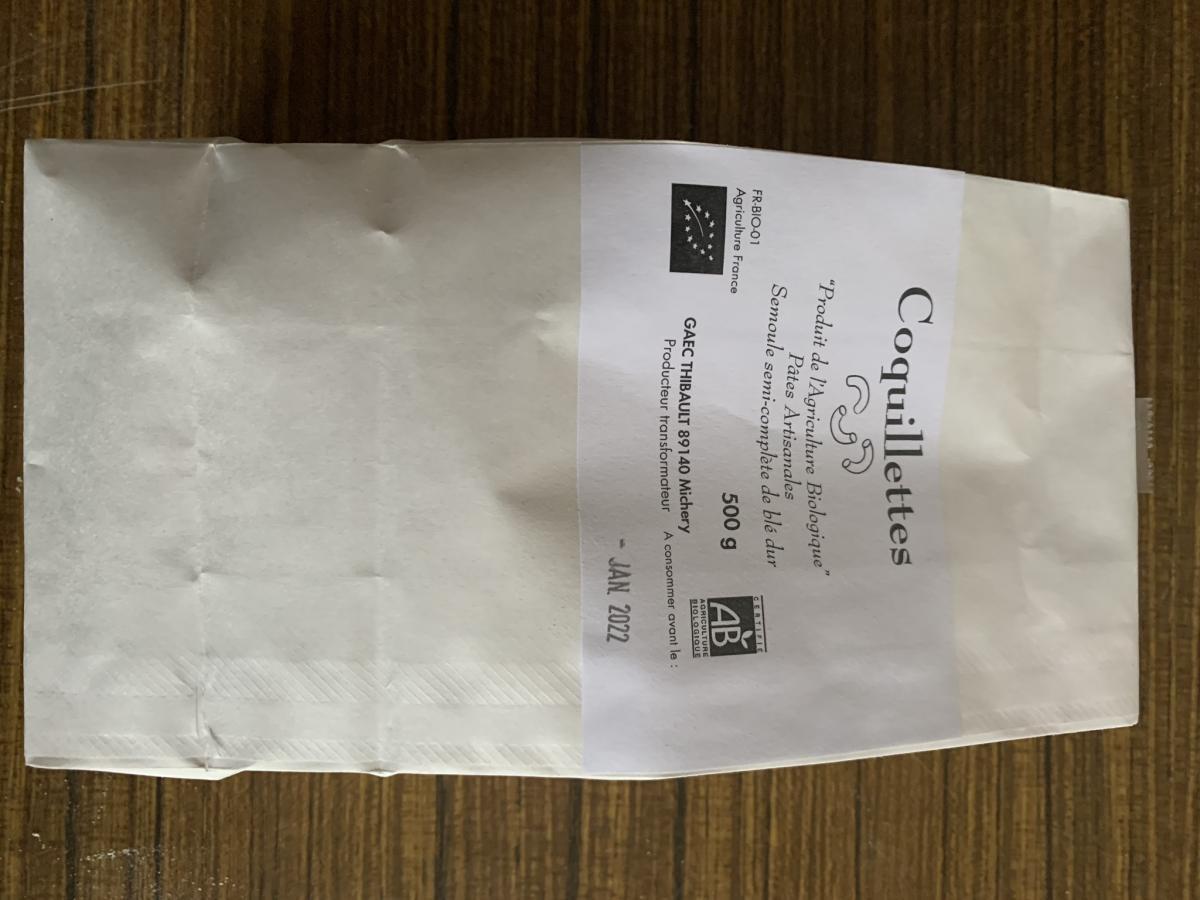 Coquillettes
"Produit de l'Agriculture Biologique"
Pâtes Artisanales
Semoule semi-complète de blé dur
FR-BIO-01
Agriculture France
500 g
CERTIFIÉ
AB
AGRICULTURE
BIOLOGIQUE
GAEC THIBAULT 89140 Michery
Producteur transformateur
A consommer avant le :
- JAN. 2022